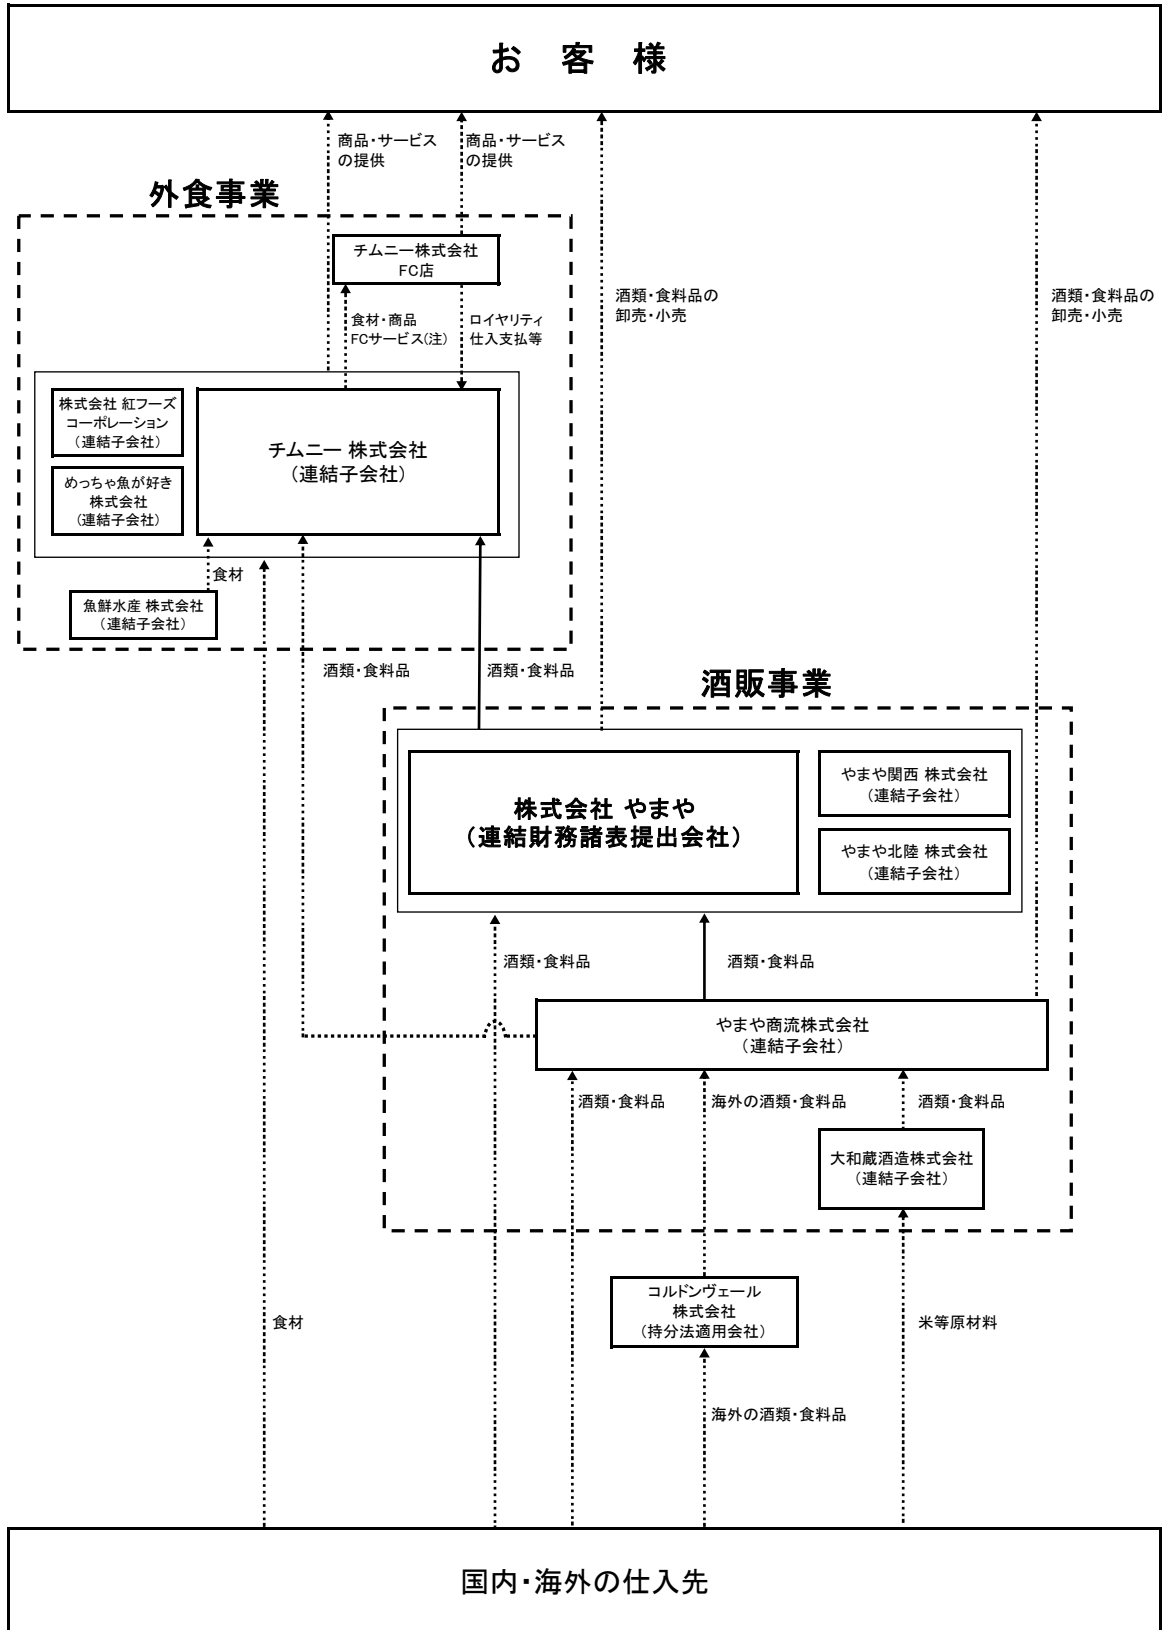 お　客　様
商品・サービス
の提供
商品・サービス
の提供
外食事業
チムニー株式会社
FC店
酒類・食料品の
卸売・小売
酒類・食料品の
卸売・小売
食材・商品
FCサービス(注)
ロイヤリティ
仕入支払等
株式会社 紅フーズ
コーポレーション
（連結子会社）
チムニー 株式会社
（連結子会社）
めっちゃ魚が好き
株式会社
（連結子会社）
食材
魚鮮水産 株式会社
（連結子会社）
酒類・食料品
酒類・食料品
酒販事業
株式会社 やまや
（連結財務諸表提出会社）
やまや関西 株式会社
（連結子会社）
やまや北陸 株式会社
（連結子会社）
酒類・食料品
酒類・食料品
やまや商流株式会社
（連結子会社）
酒類・食料品
海外の酒類・食料品
酒類・食料品
大和蔵酒造株式会社
（連結子会社）
コルドンヴェール
株式会社
（持分法適用会社）
食材
米等原材料
海外の酒類・食料品
国内・海外の仕入先